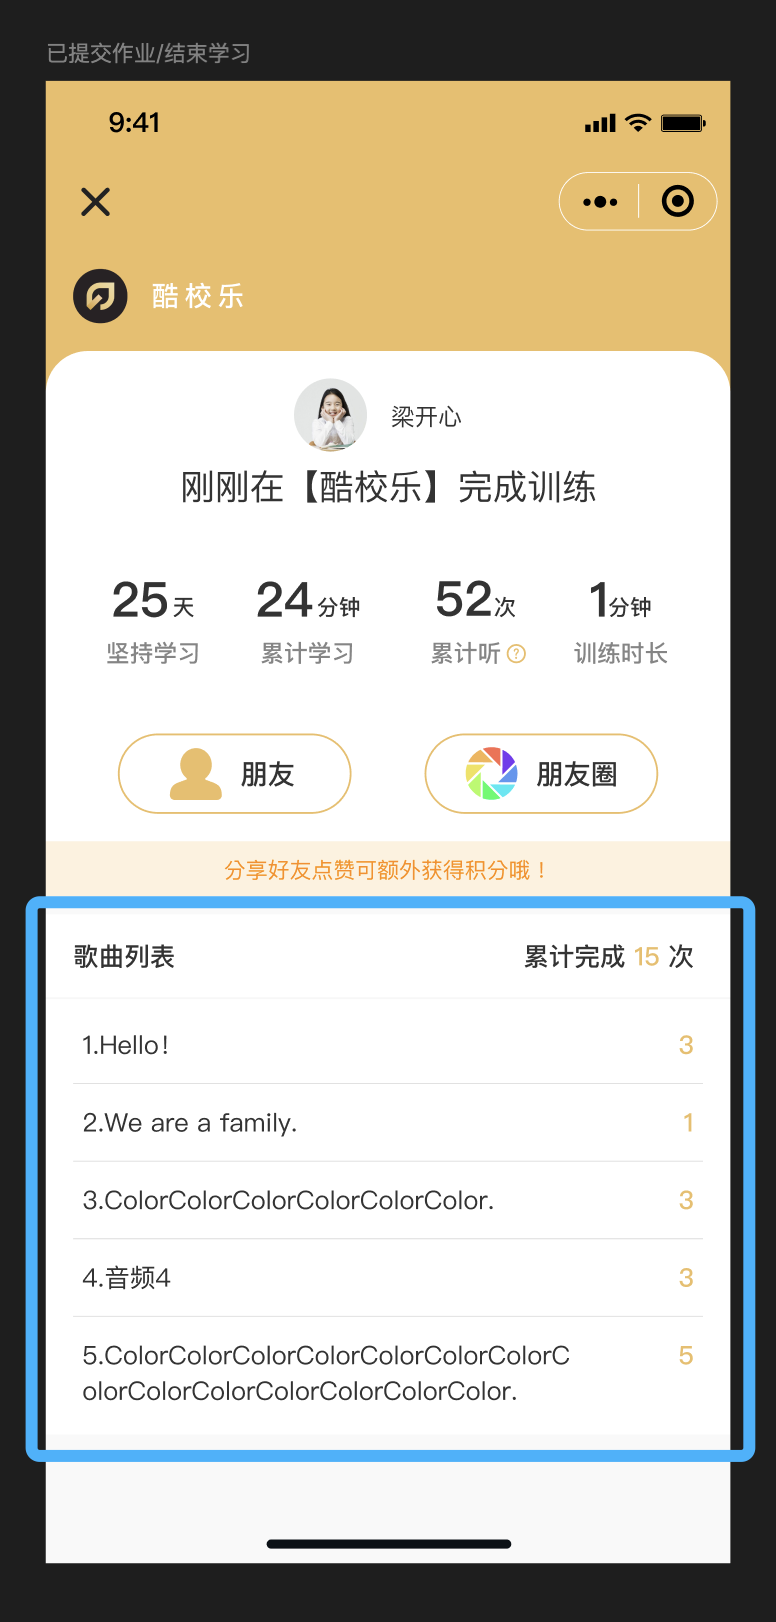 已提交作业/结束学习
9:41
酷校乐
梁开心
刚刚在【酷校乐】完成训练
25天 24分钟 52次 1分钟
坚持学习 累计学习 累计听? 训练时长
朋友 朋友圈
分享好友点赞可额外获得积分哦！
歌曲列表 累计完成 15 次
1.Hello! 3
2.We are a family. 1
3.ColorColorColorColorColorColor. 3
4.音频4 3
5.ColorColorColorColorColorColorColorC 5
olorColorColorColorColorColorColor.